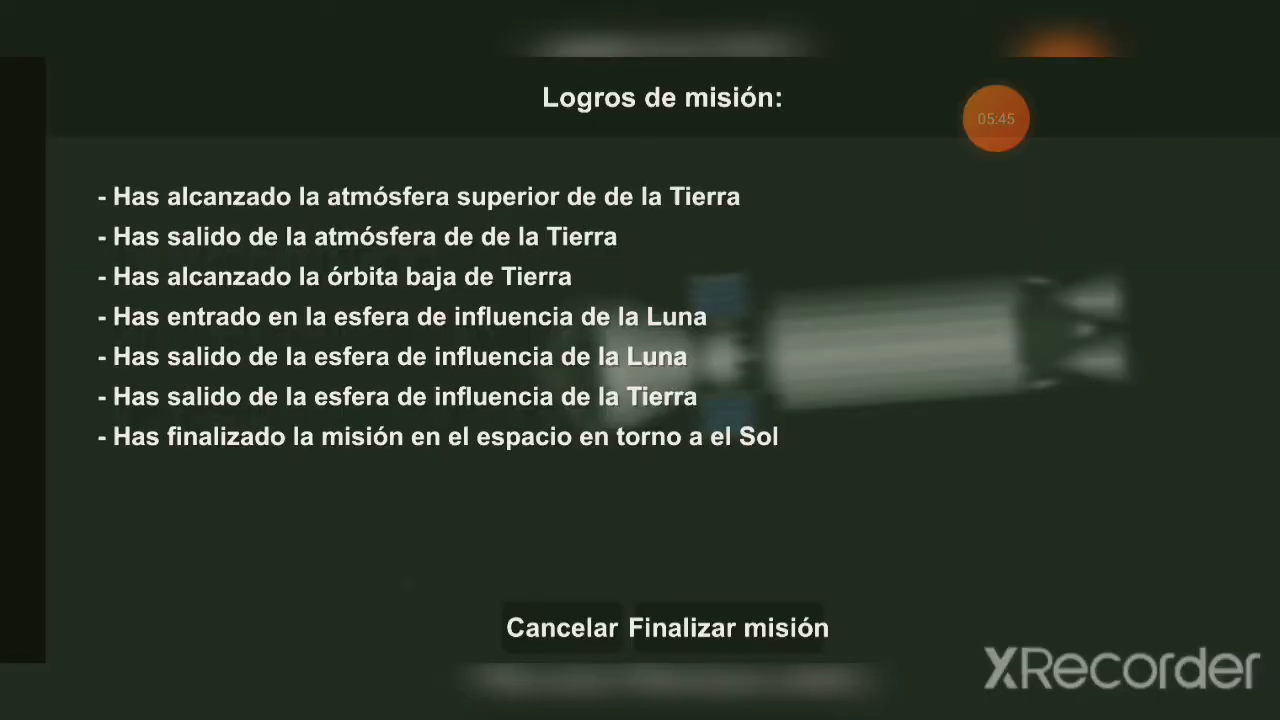 Logros de misión:
05:45
- Has alcanzado la atmósfera superior de de la Tierra
- Has salido de la atmósfera de de la Tierra
- Has alcanzado la órbita baja de Tierra
- Has entrado en la esfera de influencia de la Luna
- Has salido de la esfera de influencia de la Luna
- Has salido de la esfera de influencia de la Tierra
- Has finalizado la misión en el espacio en torno a el Sol
Cancelar Finalizar misión
XRecorder